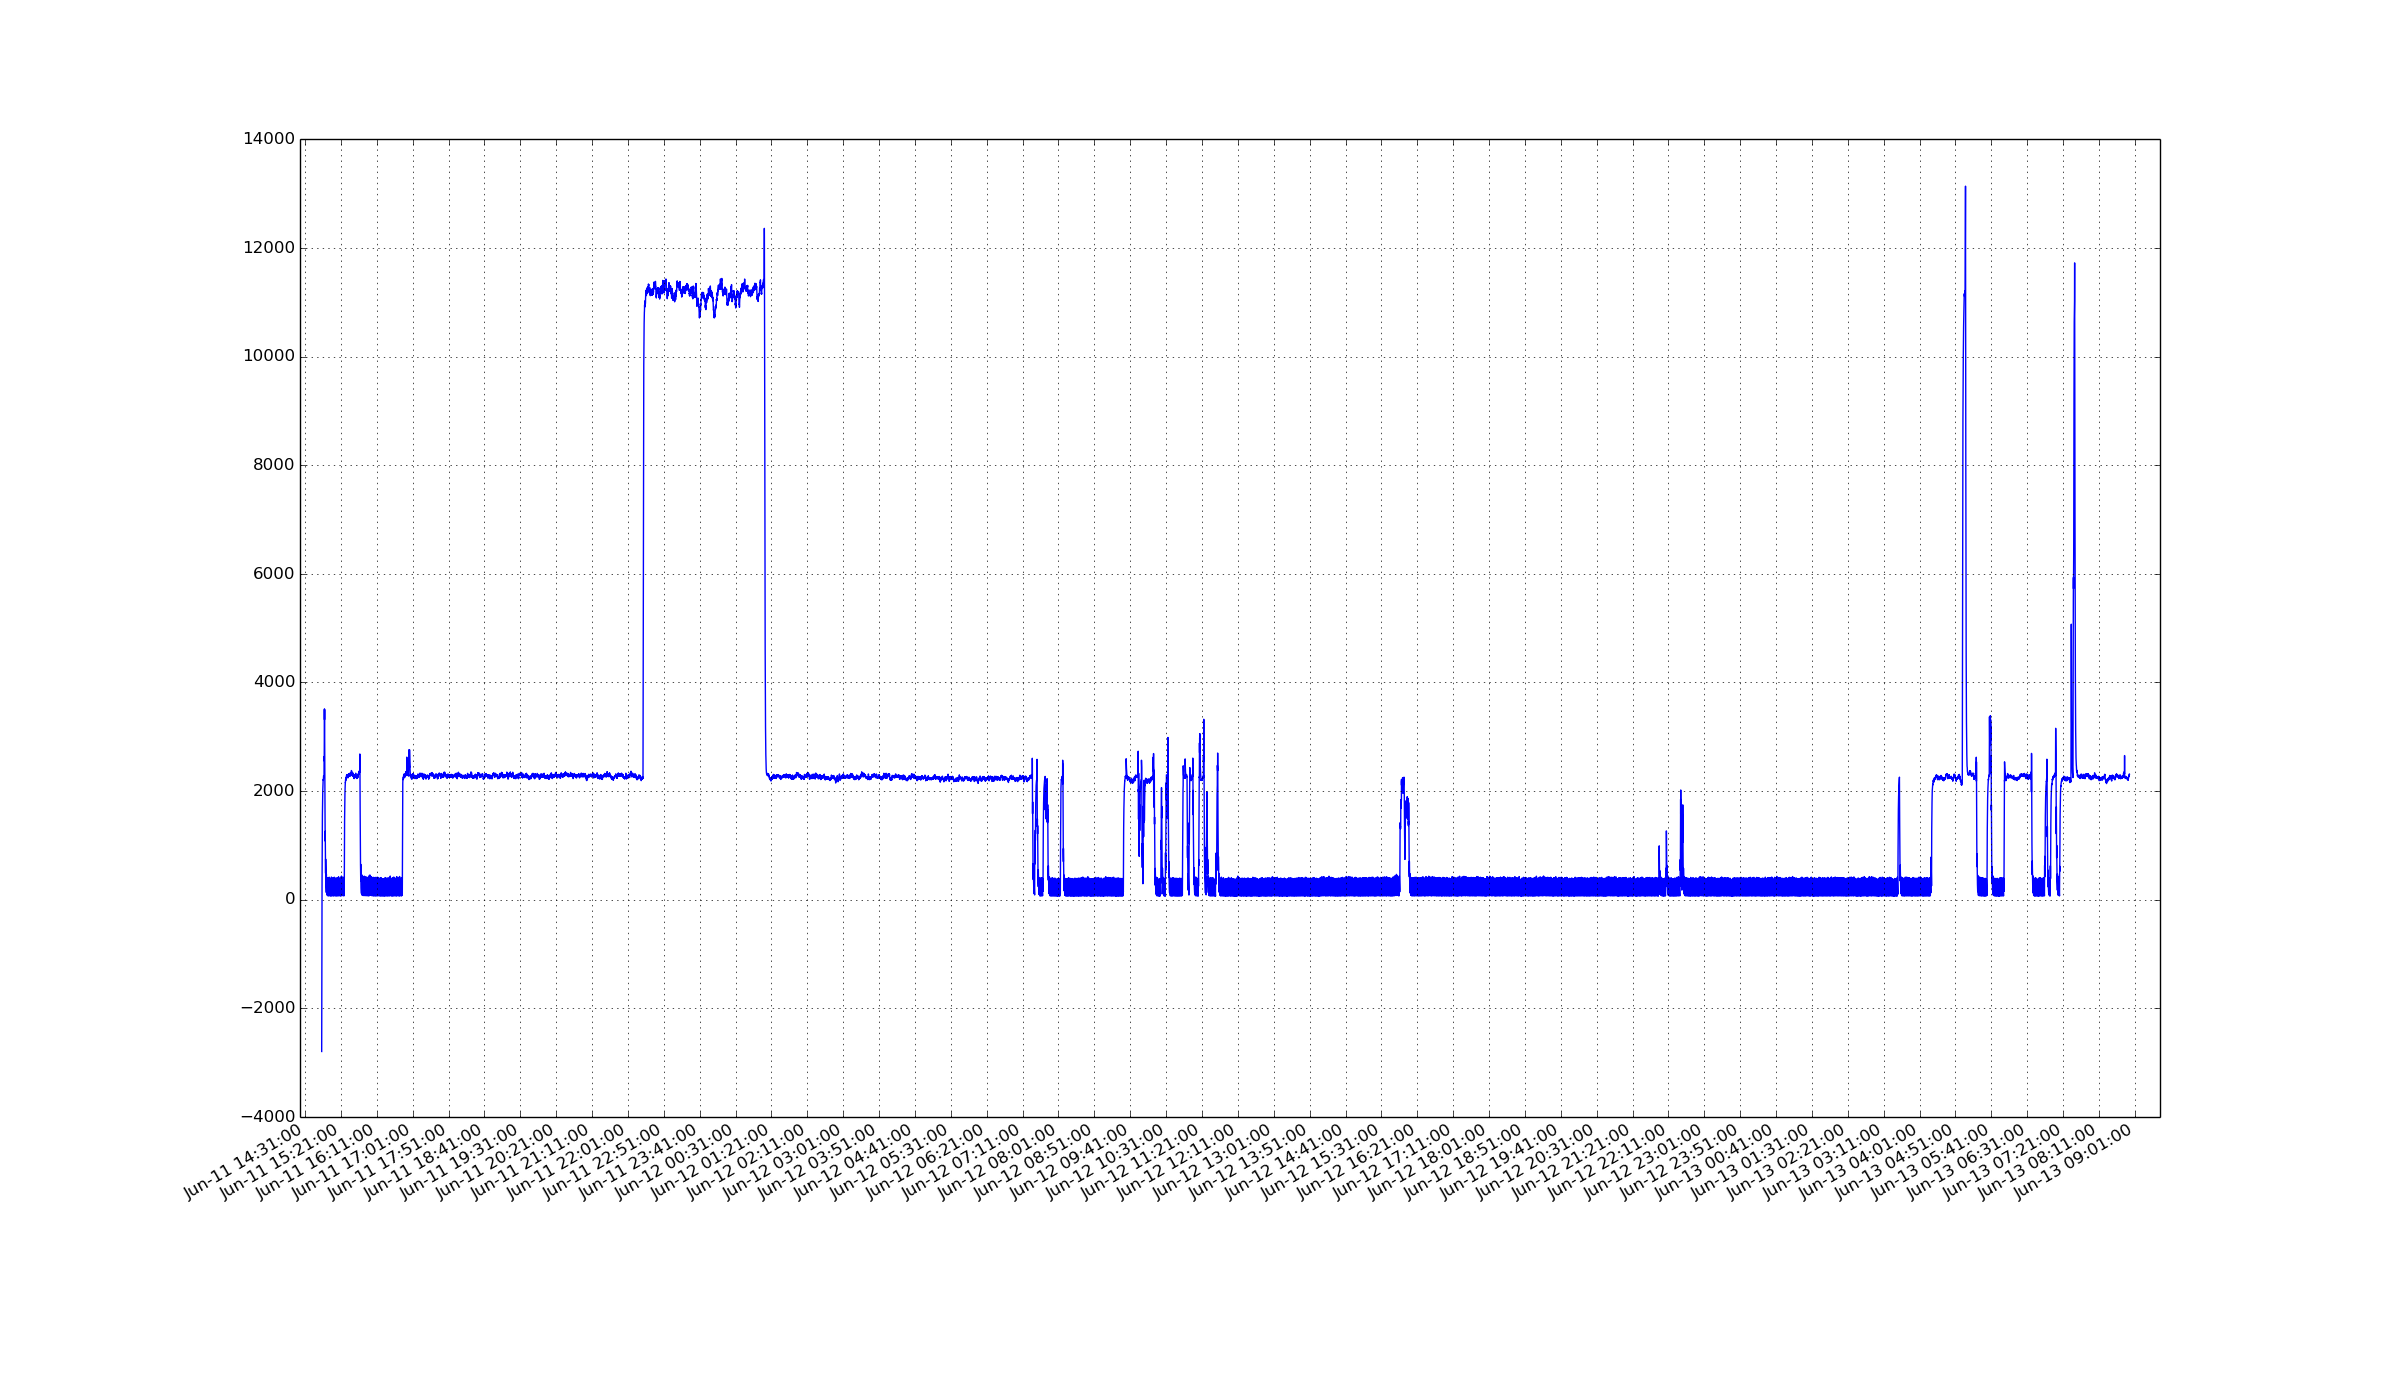 14000
12000
10000
8000
6000
4000
2000
0
−2000
−4000
Jun-11 14:31:00
Jun-11 15:21:00
Jun-11 16:11:00
Jun-11 17:01:00
Jun-11 17:51:00
Jun-11 18:41:00
Jun-11 19:31:00
Jun-11 20:21:00
Jun-11 21:11:00
Jun-11 22:01:00
Jun-11 22:51:00
Jun-11 23:41:00
Jun-12 00:31:00
Jun-12 01:21:00
Jun-12 02:11:00
Jun-12 03:01:00
Jun-12 03:51:00
Jun-12 04:41:00
Jun-12 05:31:00
Jun-12 06:21:00
Jun-12 07:11:00
Jun-12 08:01:00
Jun-12 08:51:00
Jun-12 09:41:00
Jun-12 10:31:00
Jun-12 11:21:00
Jun-12 12:11:00
Jun-12 13:01:00
Jun-12 13:51:00
Jun-12 14:41:00
Jun-12 15:31:00
Jun-12 16:21:00
Jun-12 17:11:00
Jun-12 18:01:00
Jun-12 18:51:00
Jun-12 19:41:00
Jun-12 20:31:00
Jun-12 21:21:00
Jun-12 22:11:00
Jun-12 23:01:00
Jun-12 23:51:00
Jun-13 00:41:00
Jun-13 01:31:00
Jun-13 02:21:00
Jun-13 03:11:00
Jun-13 04:01:00
Jun-13 04:51:00
Jun-13 05:41:00
Jun-13 06:31:00
Jun-13 07:21:00
Jun-13 08:11:00
Jun-13 09:01:00